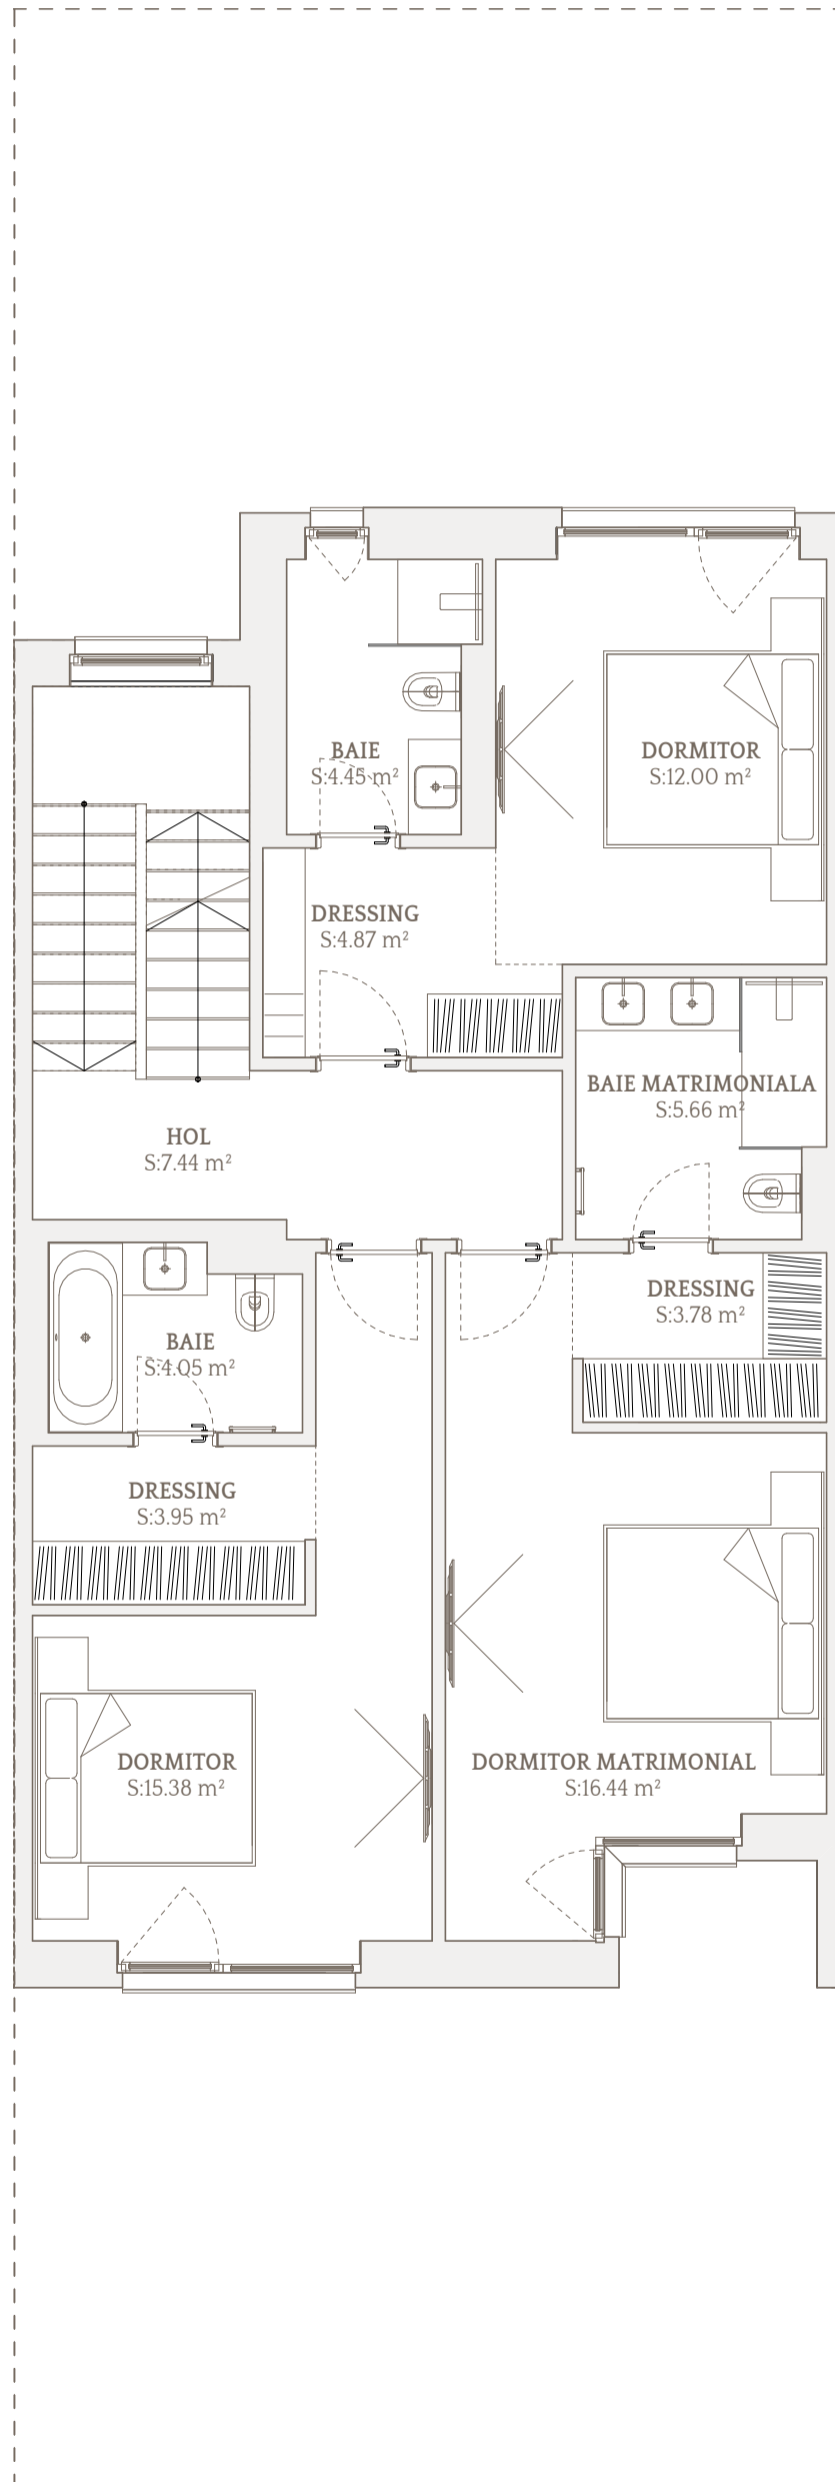 BAIE
S:4.45 m²
DORMITOR
S:12.00 m²
DRESSING
S:4.87 m²
BAIE MATRIMONIALA
S:5.66 m²
HOL
S:7.44 m²
DRESSING
S:3.78 m²
BAIE
S:4.05 m²
DRESSING
S:3.95 m²
DORMITOR
S:15.38 m²
DORMITOR MATRIMONIAL
S:16.44 m²